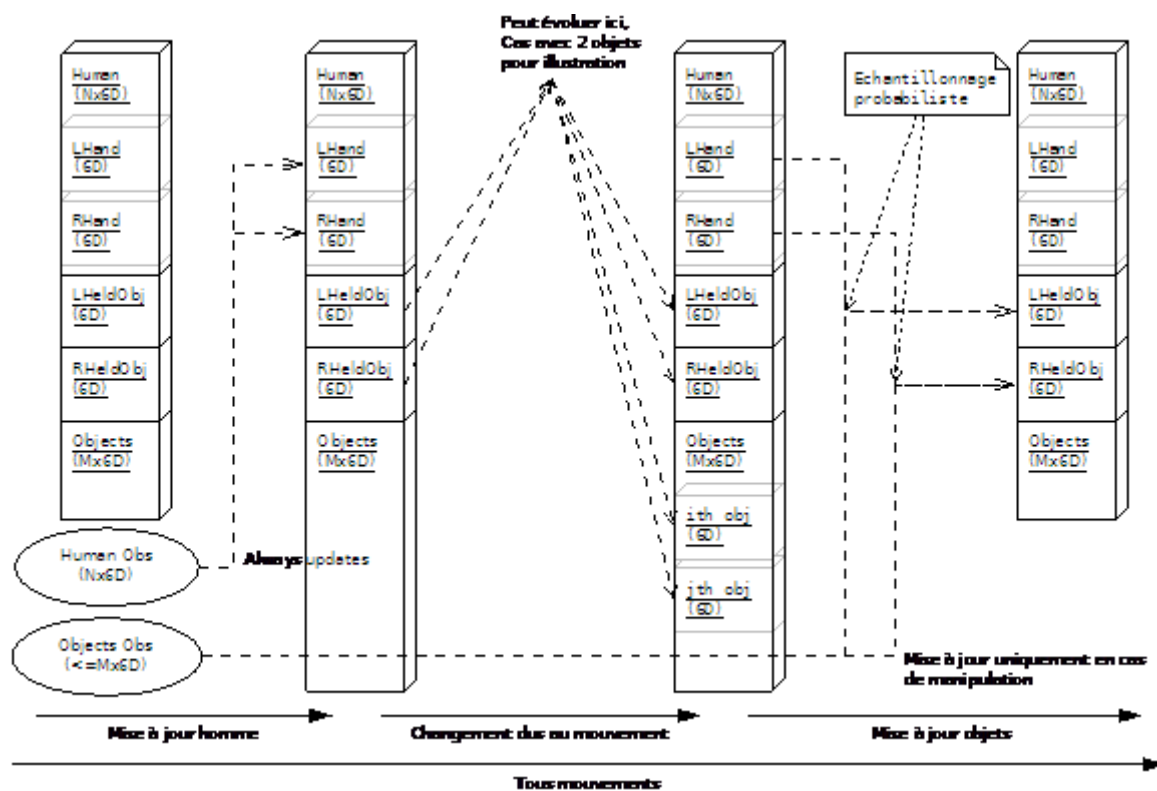 Peut évoluer ici,
Cas avec 2 objets
pour illustration
Human
(Nx6D)
LHand
(6D)
RHand
(6D)
LHeldObj
(6D)
RHeldObj
(6D)
Objects
(Mx6D)
Human Obs
(Nx6D)
Objects Obs
(<=Mx6D)
Always updates
Human
(Nx6D)
LHand
(6D)
RHand
(6D)
LHeldObj
(6D)
RHeldObj
(6D)
Objects
(Mx6D)
Human
(Nx6D)
LHand
(6D)
RHand
(6D)
LHeldObj
(6D)
RHeldObj
(6D)
Objects
(Mx6D)
ith obj
(6D)
jth obj
(6D)
Echantillonnage
probabiliste
Human
(Nx6D)
LHand
(6D)
RHand
(6D)
LHeldObj
(6D)
RHeldObj
(6D)
Objects
(Mx6D)
Mise à jour uniquement en cas
de manipulation
Mise à jour homme
Changement dus au mouvement
Mise à jour objets
Tous mouvements